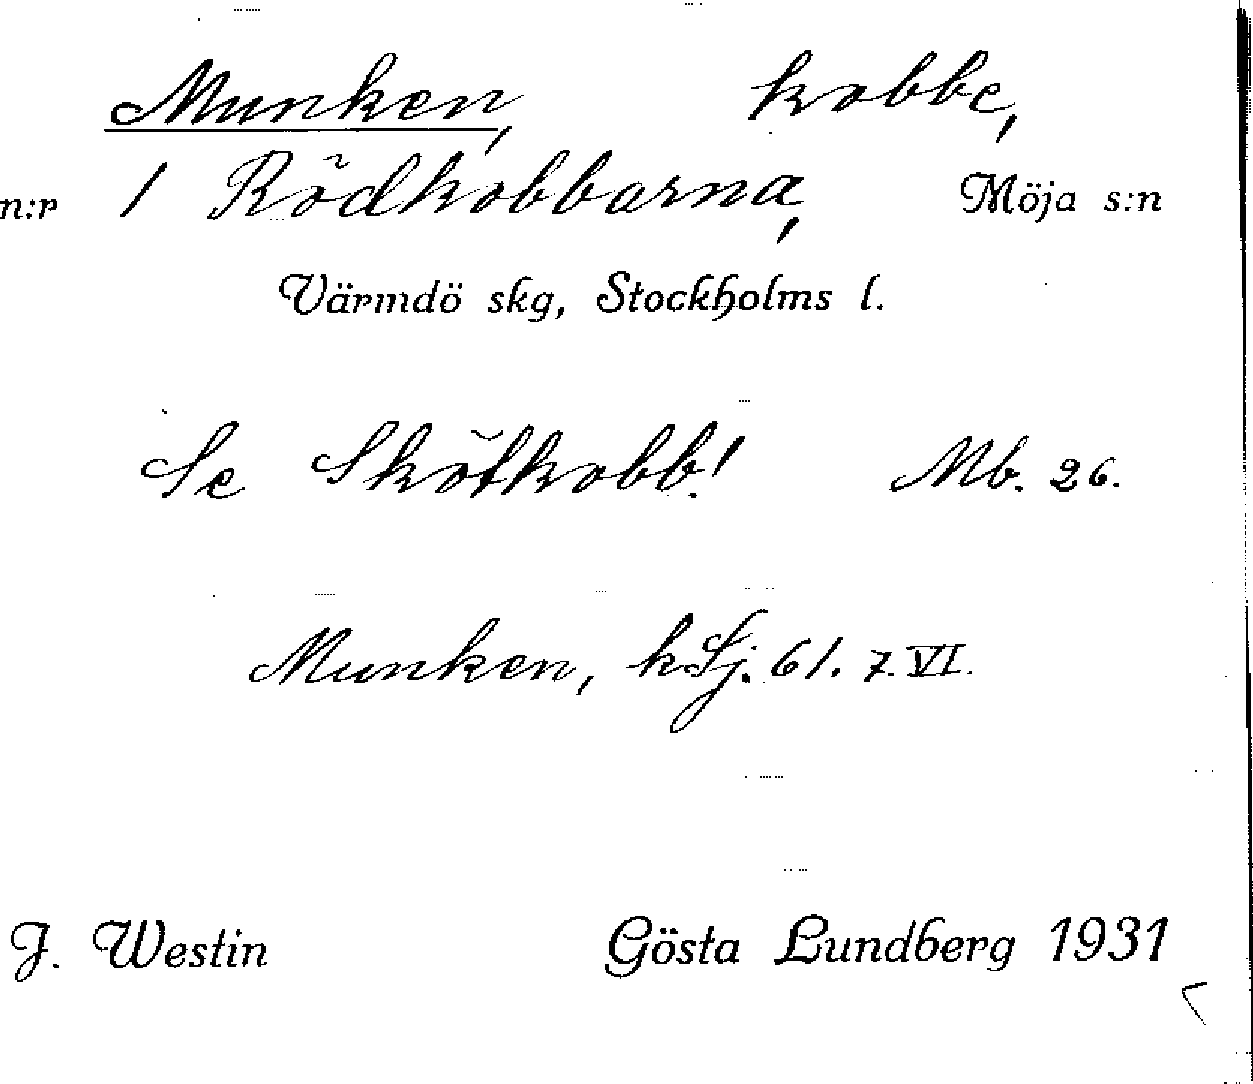 Munken, kobbe,
n:r 1 Rödkobbarna, Möja s:n
Värmdö skg, Stockholms l.
Se Skötkobb.! Mb. 26.
Munken, kSj. 61. 7.VI.
J. Westin Gösta Lundberg 1931